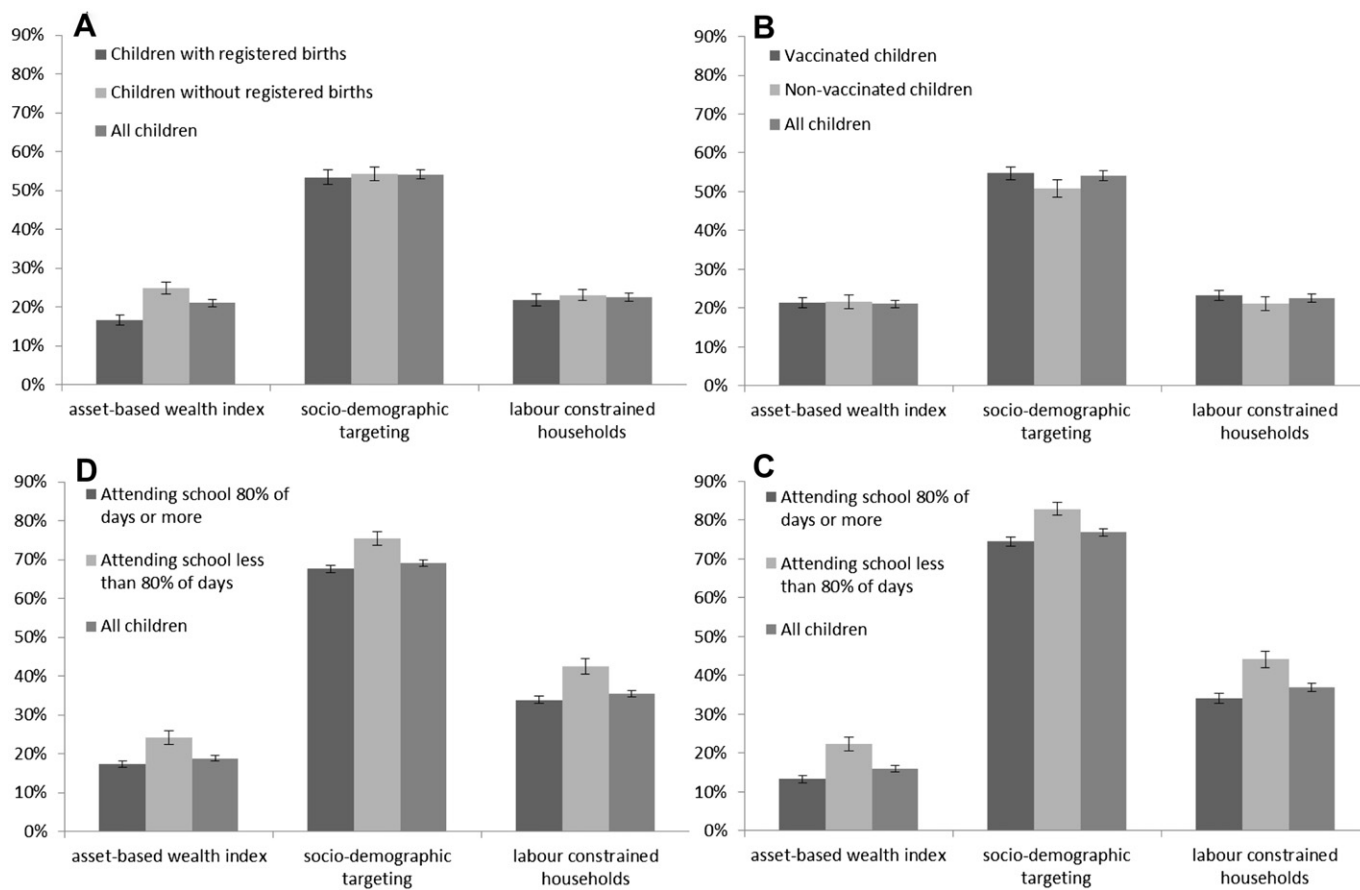 A
90%
80%
70%
60%
50%
40%
30%
20%
10%
0%
Children with registered births
Children without registered births
All children
asset-based wealth index
socio-demographic
targeting
labour constrained
households
B
90%
80%
70%
60%
50%
40%
30%
20%
10%
0%
Vaccinated children
Non-vaccinated children
All children
asset-based wealth index
socio-demographic
targeting
labour constrained
households
D
90%
80%
70%
60%
50%
40%
30%
20%
10%
0%
Attending school 80% of
days or more
Attending school less
than 80% of days
All children
asset-based wealth index
socio-demographic
targeting
labour constrained
households
C
90%
80%
70%
60%
50%
40%
30%
20%
10%
0%
Attending school 80% of
days or more
Attending school less
than 80% of days
All children
asset-based wealth index
socio-demographic
targeting
labour constrained
households